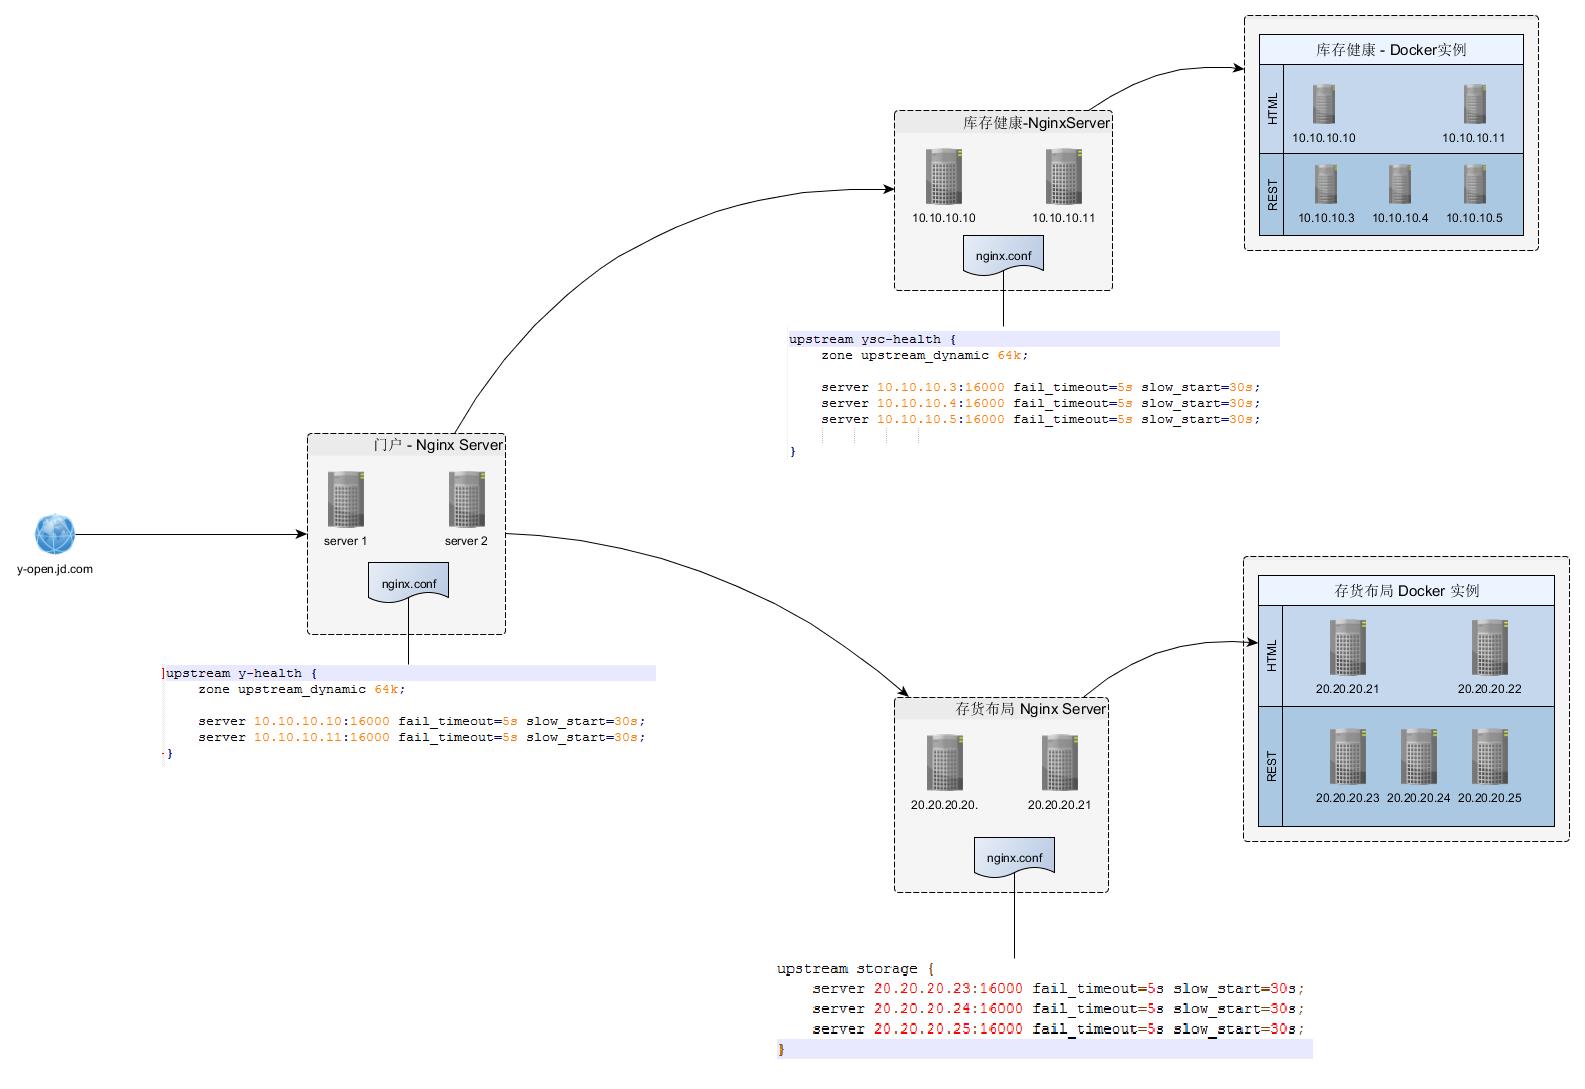 库存健康 - Docker实例
HTML
10.10.10.10
10.10.10.11
REST
10.10.10.3
10.10.10.4
10.10.10.5
库存健康-NginxServer
10.10.10.10
10.10.10.11
nginx.conf
upstream ysc-health {
zone upstream_dynamic 64k;
server 10.10.10.3:16000 fail_timeout=5s slow_start=30s;
server 10.10.10.4:16000 fail_timeout=5s slow_start=30s;
server 10.10.10.5:16000 fail_timeout=5s slow_start=30s;
}
门户 - Nginx Server
server 1
server 2
nginx.conf
y-open.jd.com
upstream y-health {
zone upstream_dynamic 64k;
server 10.10.10.10:16000 fail_timeout=5s slow_start=30s;
server 10.10.10.11:16000 fail_timeout=5s slow_start=30s;
}
存货布局 Docker 实例
HTML
20.20.20.21
20.20.20.22
REST
20.20.20.23
20.20.20.24
20.20.20.25
存货布局 Nginx Server
20.20.20.20.
20.20.20.21
nginx.conf
upstream storage {
server 20.20.20.23:16000 fail_timeout=5s slow_start=30s;
server 20.20.20.24:16000 fail_timeout=5s slow_start=30s;
server 20.20.20.25:16000 fail_timeout=5s slow_start=30s;
}